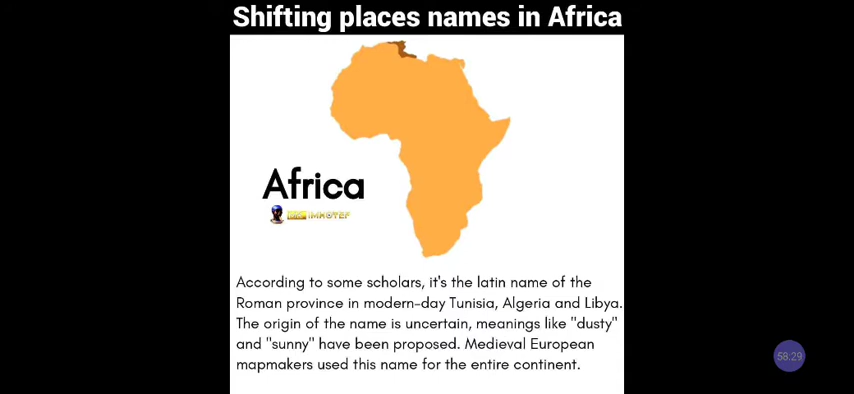 Shifting places names in Africa
Africa
IMHOTEP
According to some scholars, it's the latin name of the
Roman province in modern-day Tunisia, Algeria and Libya.
The origin of the name is uncertain, meanings like "dusty"
and "sunny" have been proposed. Medieval European
mapmakers used this name for the entire continent.
58:29